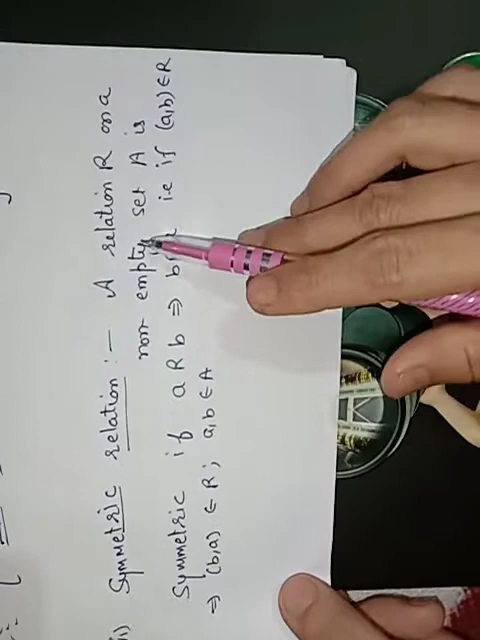 i) Symmetric relation :- A relation R on a
non-empty set A is
Symmetric if a R b ⇒ b ie if (a,b) ∈ R
⇒ (b,a) ∈ R ; a,b ∈ A